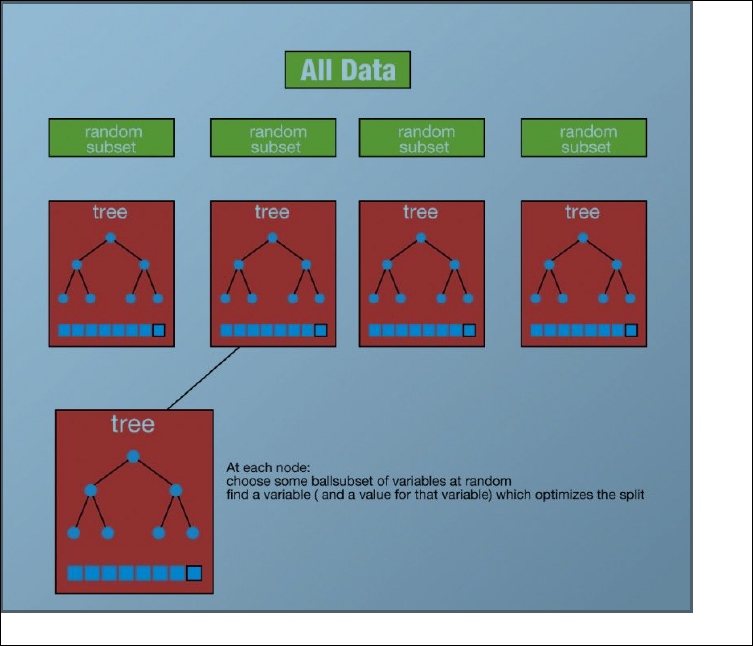 All Data
random
subset
random
subset
random
subset
random
subset
tree
tree
tree
tree
tree
At each node:
choose some ballsubset of variables at random
find a variable ( and a value for that variable) which optimizes the split